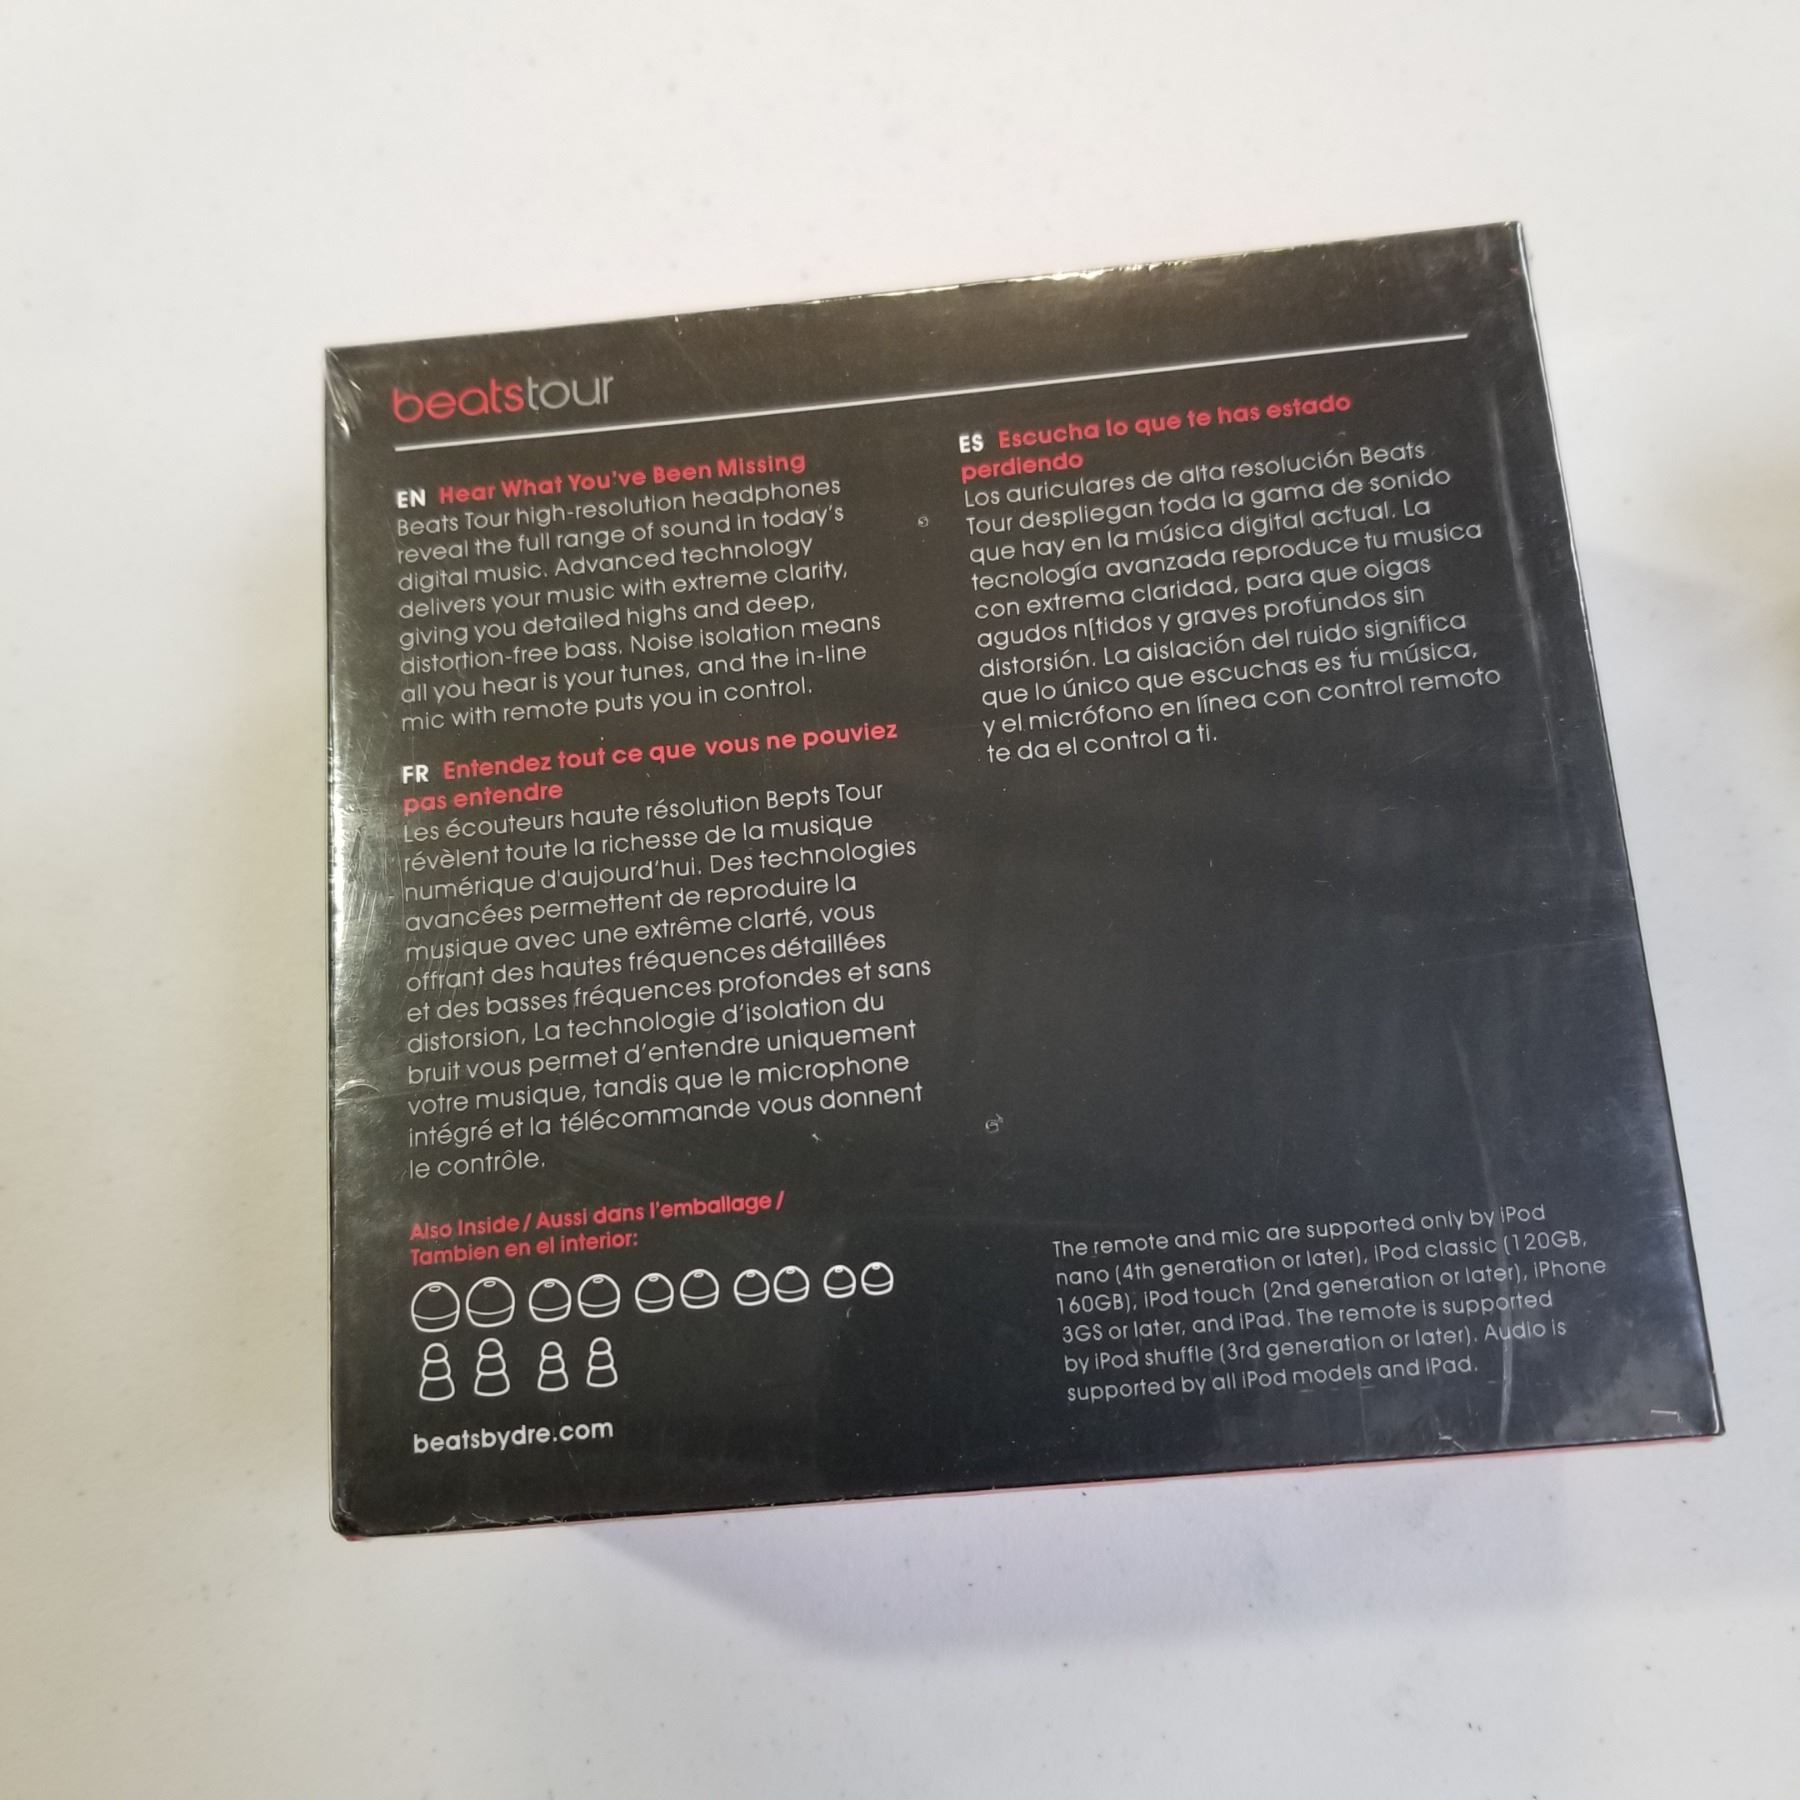 beatstour
EN Hear What You've Been Missing
Beats Tour high-resolution headphones
reveal the full range of sound in today's
digital music. Advanced technology
delivers your music with extreme clarity,
giving you detailed highs and deep,
distortion-free bass. Noise isolation means
all you hear is your tunes, and the in-line
mic with remote puts you in control.
FR Entendez tout ce que vous ne pouviez
pas entendre
Les écouteurs haute résolution Bepts Tour
révèlent toute la richesse de la musique
numérique d'aujourd'hui. Des technologies
avancées permettent de reproduire la
musique avec une extrême clarté, vous
offrant des hautes fréquences détaillées
et des basses fréquences profondes et sans
distorsion, La technologie d'isolation du
bruit vous permet d'entendre uniquement
votre musique, tandis que le microphone
intégré et la télécommande vous donnent
le contrôle.
Also Inside / Aussi dans l'emballage /
Tambien en el interior:
beatsbydre.com
ES Escucha lo que te has estado
perdiendo
Los auriculares de alta resolución Beats
Tour despliegan toda la gama de sonido
que hay en la música digital actual. La
tecnología avanzada reproduce tu musica
con extrema claridad, para que oigas
agudos n[tidos y graves profundos sin
distorsión. La aislación del ruido significa
que lo único que escuchas es tu música,
y el micrófono en línea con control remoto
te da el control a ti.
The remote and mic are supported only by iPod
nano (4th generation or later), iPod classic (120GB,
160GB), iPod touch (2nd generation or later), iPhone
3GS or later, and iPad. The remote is supported
by iPod shuffle (3rd generation or later). Audio is
supported by all iPod models and iPad.